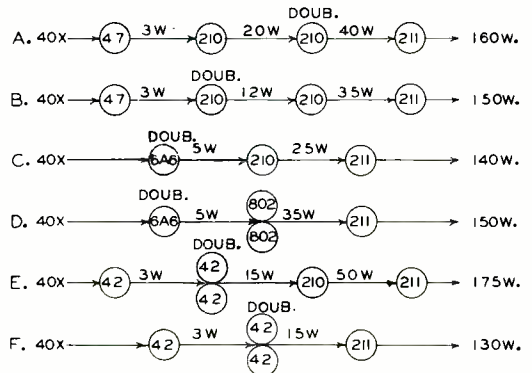 DOUB.
A. 40X 47 3W 210 20W 210 40W 211 160W.
DOUB.
B. 40X 47 3W 210 12W 210 35W 211 150W.
DOUB.
C. 40X 6A6 5W 210 25W 211 140W.
DOUB. 802
D. 40X 6A6 5W 35W 211 150W.
802
DOUB.
42
E. 40X 42 3W 15W 210 50W 211 175W.
42
DOUB.
42
F. 40X 42 3W 15W 211 130W.
42